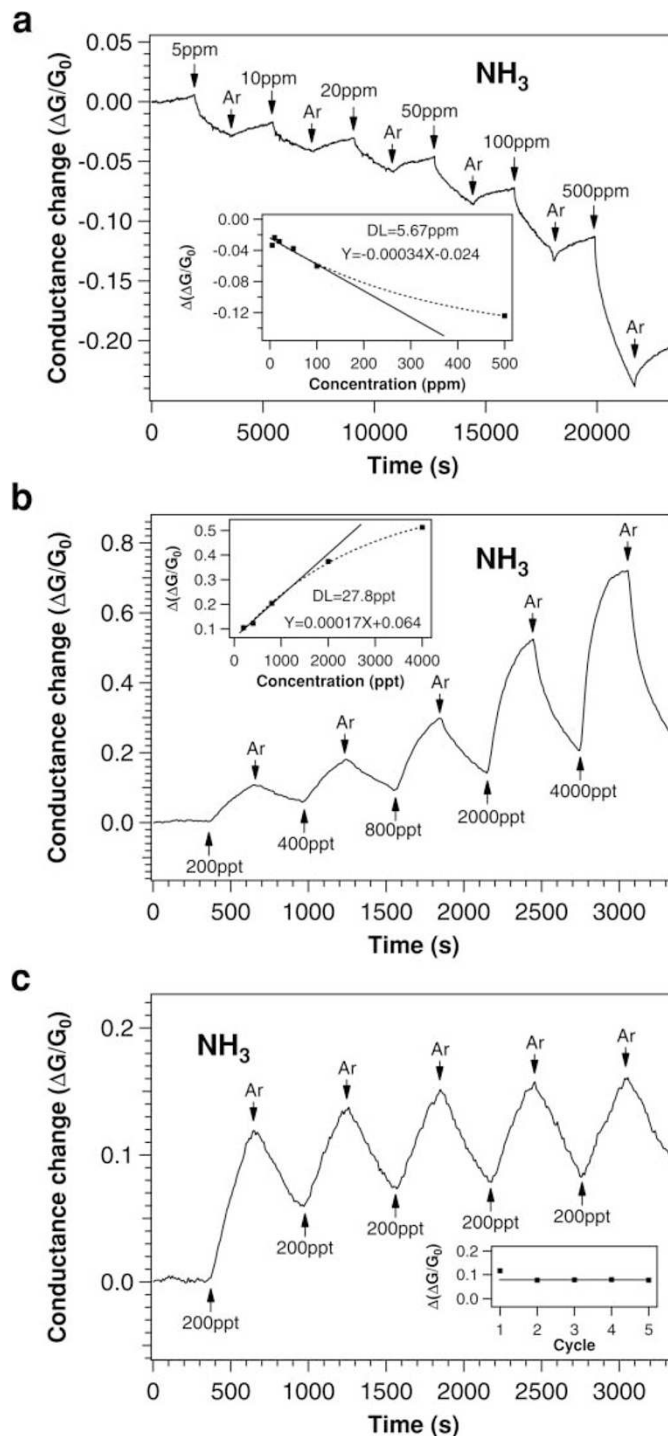 a
NH₃
5ppm
10ppm
20ppm
50ppm
100ppm
500ppm
Ar
Ar
Ar
Ar
Ar
Ar
Conductance change (ΔG/G₀)
0.05
0.00
-0.05
-0.10
-0.15
-0.20
0
5000
10000
15000
20000
Time (s)
DL=5.67ppm
Y=-0.00034X-0.024
Δ(ΔG/G₀)
0.00
-0.04
-0.08
-0.12
0
100
200
300
400
500
Concentration (ppm)
b
NH₃
Ar
Ar
Ar
Ar
Ar
200ppt
400ppt
800ppt
2000ppt
4000ppt
Conductance change (ΔG/G₀)
0.8
0.6
0.4
0.2
0.0
0
500
1000
1500
2000
2500
3000
Time (s)
DL=27.8ppt
Y=0.00017X+0.064
Δ(ΔG/G₀)
0.5
0.4
0.3
0.2
0.1
0
1000
2000
3000
4000
Concentration (ppt)
c
NH₃
Ar
Ar
Ar
Ar
Ar
200ppt
200ppt
200ppt
200ppt
200ppt
Conductance change (ΔG/G₀)
0.2
0.1
0.0
0
500
1000
1500
2000
2500
3000
Time (s)
Δ(ΔG/G₀)
0.2
0.1
0.0
1
2
3
4
5
Cycle